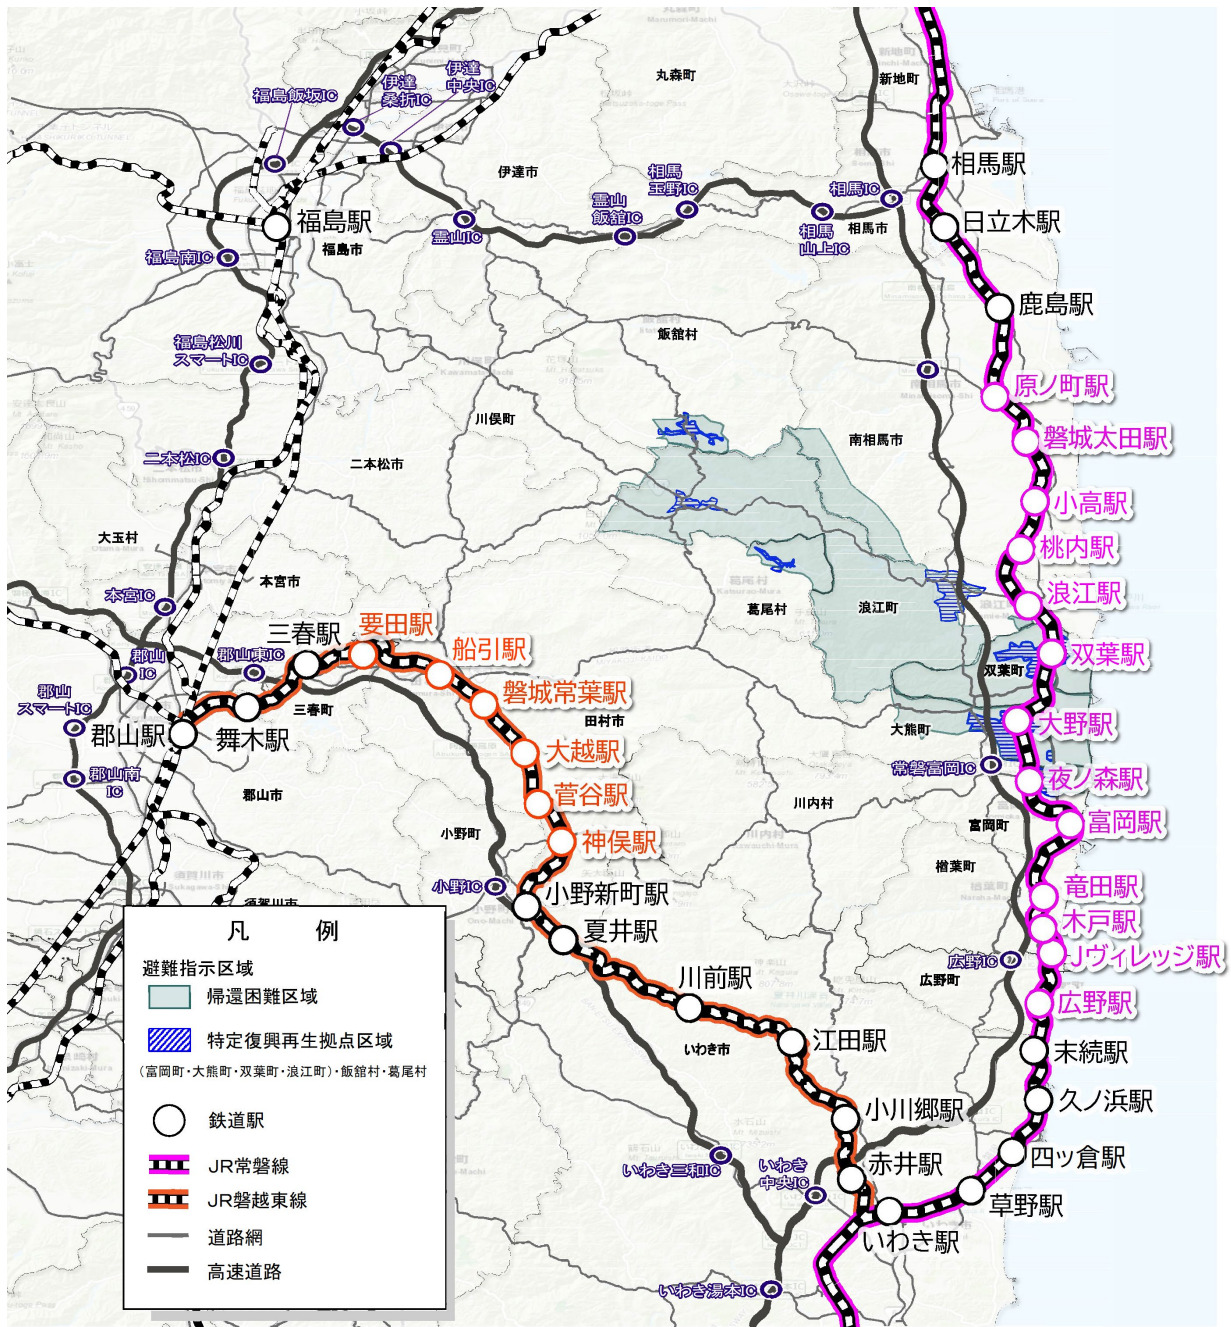 丸森町
新地町
福島飯坂IC
伊達
桑折IC
伊達
中央IC
伊達市
相馬
玉野IC
相馬IC
相馬駅
霊山
飯舘IC
霊山IC
相馬
山上IC
相馬市
日立木駅
福島駅
福島市
福島南IC
鹿島駅
福島松川
スマートIC
飯舘村
原ノ町駅
川俣町
南相馬市
磐城太田駅
二本松IC
二本松市
小高駅
大玉村
桃内駅
本宮市
本宮IC
葛尾村
浪江町
浪江駅
三春駅
要田駅
船引駅
双葉駅
双葉町
郡山
IC
郡山東IC
磐城常葉駅
郡山
スマートIC
三春町
田村市
大熊町
大野駅
郡山駅
舞木駅
大越駅
常磐富岡IC
郡山南
IC
郡山市
菅谷駅
川内村
夜ノ森駅
小野町
神俣駅
富岡町
富岡駅
楢葉町
小野IC
小野新町駅
竜田駅
須賀川市
夏井駅
木戸駅
Jヴィレッジ駅
広野IC
広野町
川前駅
広野駅
江田駅
いわき市
末続駅
小川郷駅
久ノ浜駅
いわき三和IC
いわき
中央IC
赤井駅
四ッ倉駅
草野駅
いわき駅
いわき湯本IC
凡 例
避難指示区域
帰還困難区域
特定復興再生拠点区域
(富岡町・大熊町・双葉町・浪江町)・飯舘村・葛尾村
鉄道駅
JR常磐線
JR磐越東線
道路網
高速道路